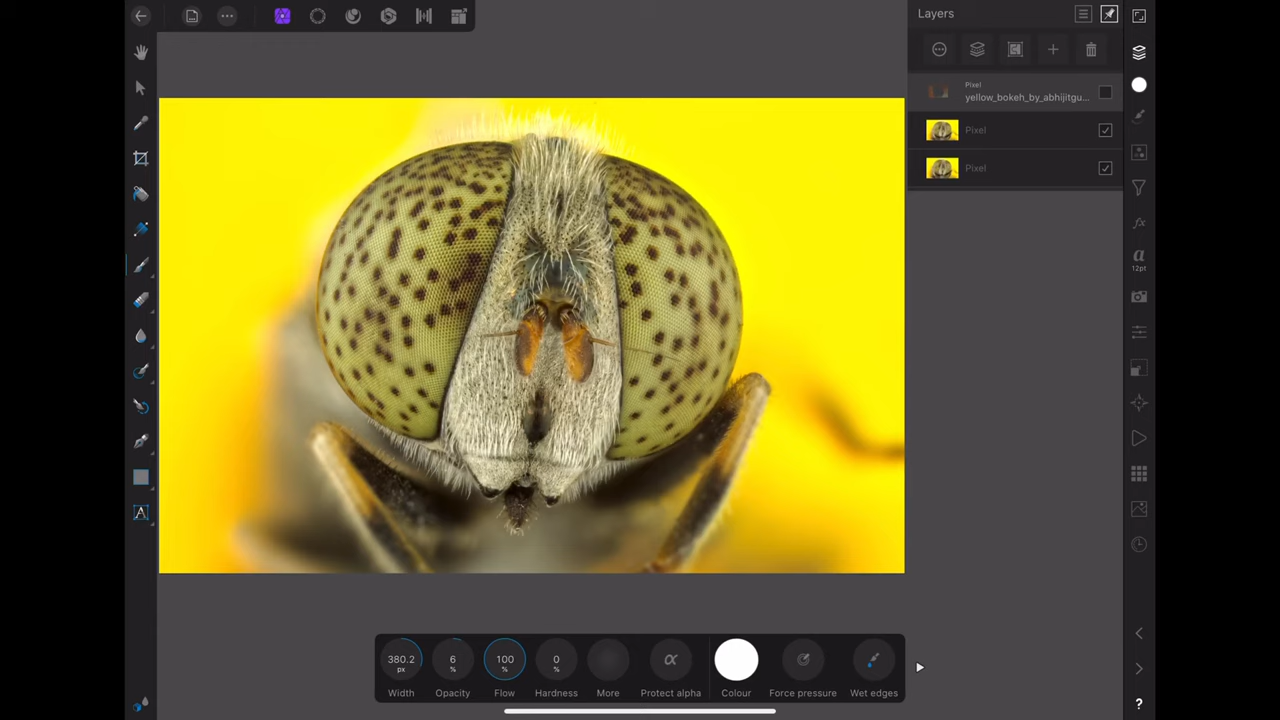 Layers
Pixel
yellow_bokeh_by_abhijitgu...
Pixel
Pixel
A
a
12pt
380.2
px
6
%
100
%
0
%
α
Width
Opacity
Flow
Hardness
More
Protect alpha
Colour
Force pressure
Wet edges
?